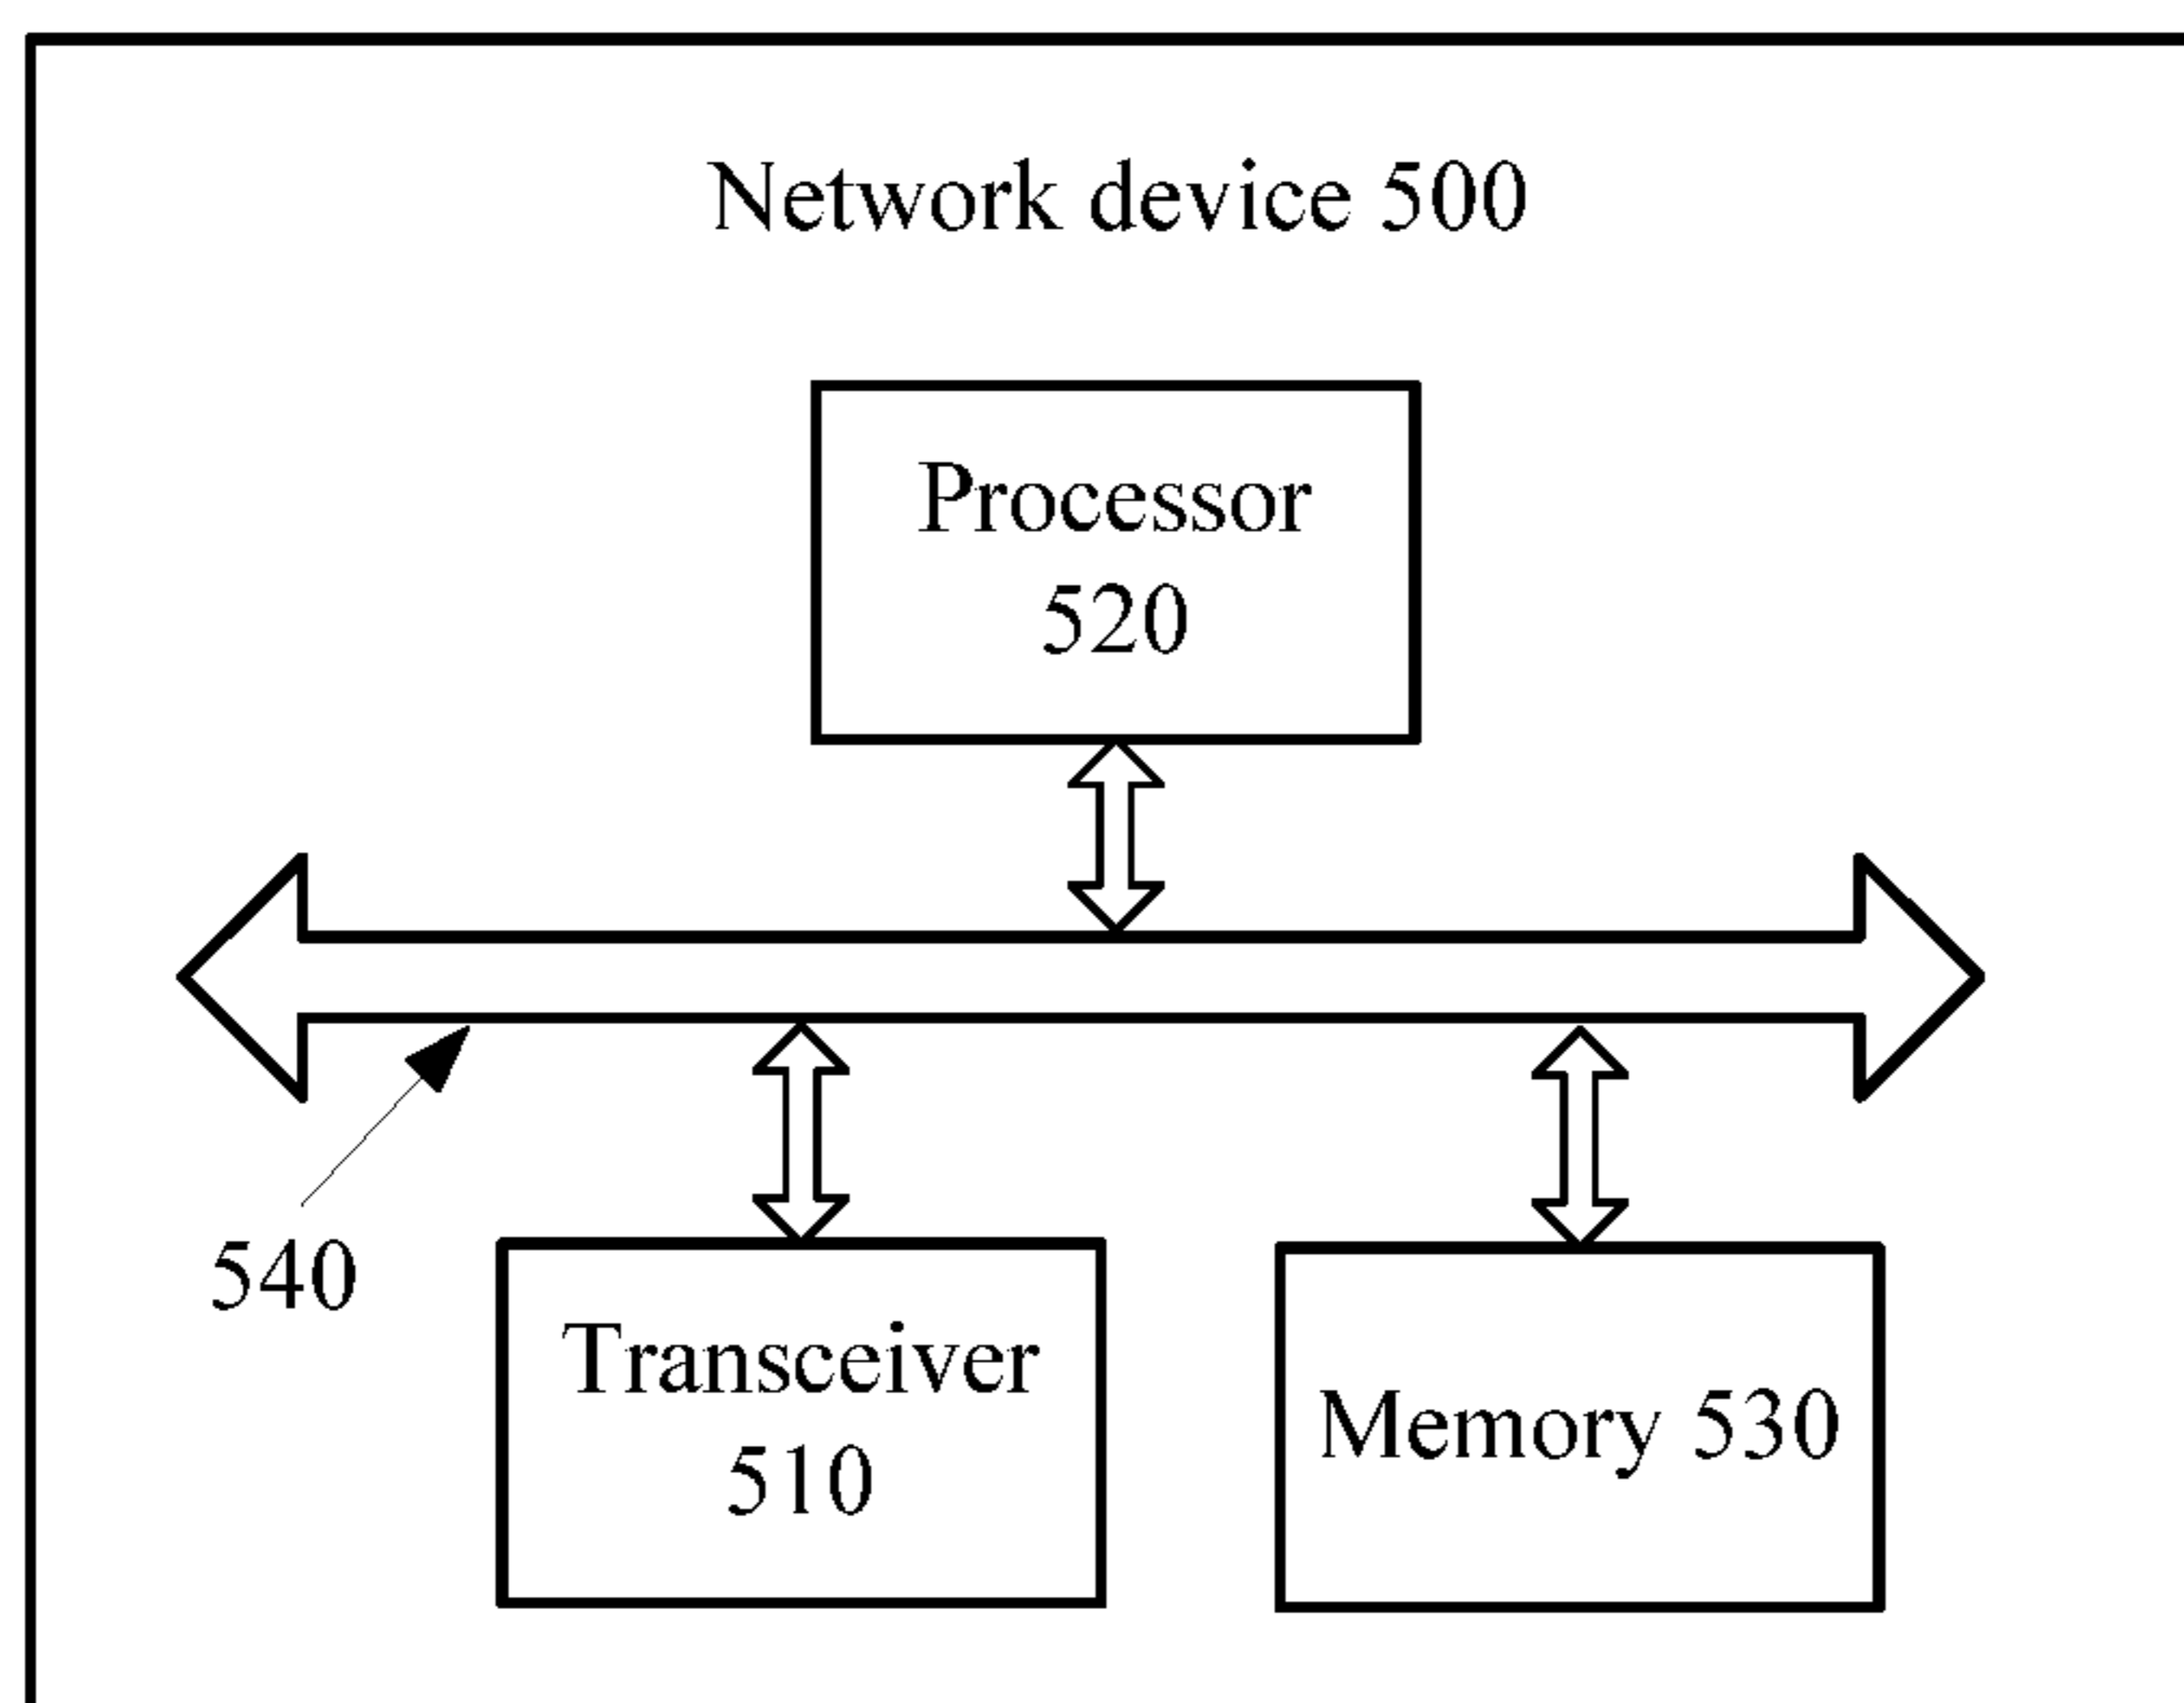 Network device 500
Processor
520
540
Transceiver
510
Memory 530